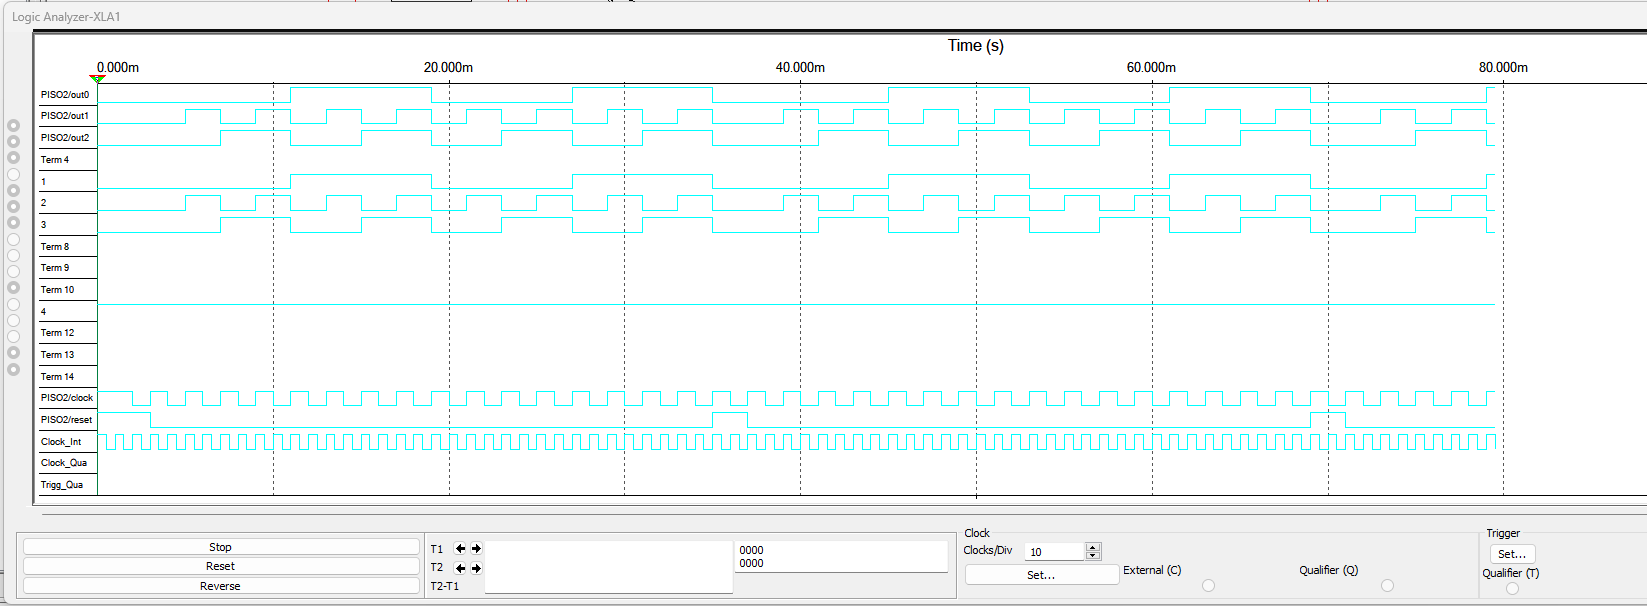 Logic Analyzer-XLA1
Time (s)
0.000m 20.000m 40.000m 60.000m 80.000m
PISO2/out0
PISO2/out1
PISO2/out2
Term 4
1
2
3
Term 8
Term 9
Term 10
4
Term 12
Term 13
Term 14
PISO2/clock
PISO2/reset
Clock_Int
Clock_Qua
Trigg_Qua
Stop
Reset
Reverse
T1
T2
T2-T1
0000
0000
Clock
Clocks/Div 10
Set...
External (C)
Qualifier (Q)
Trigger
Set...
Qualifier (T)